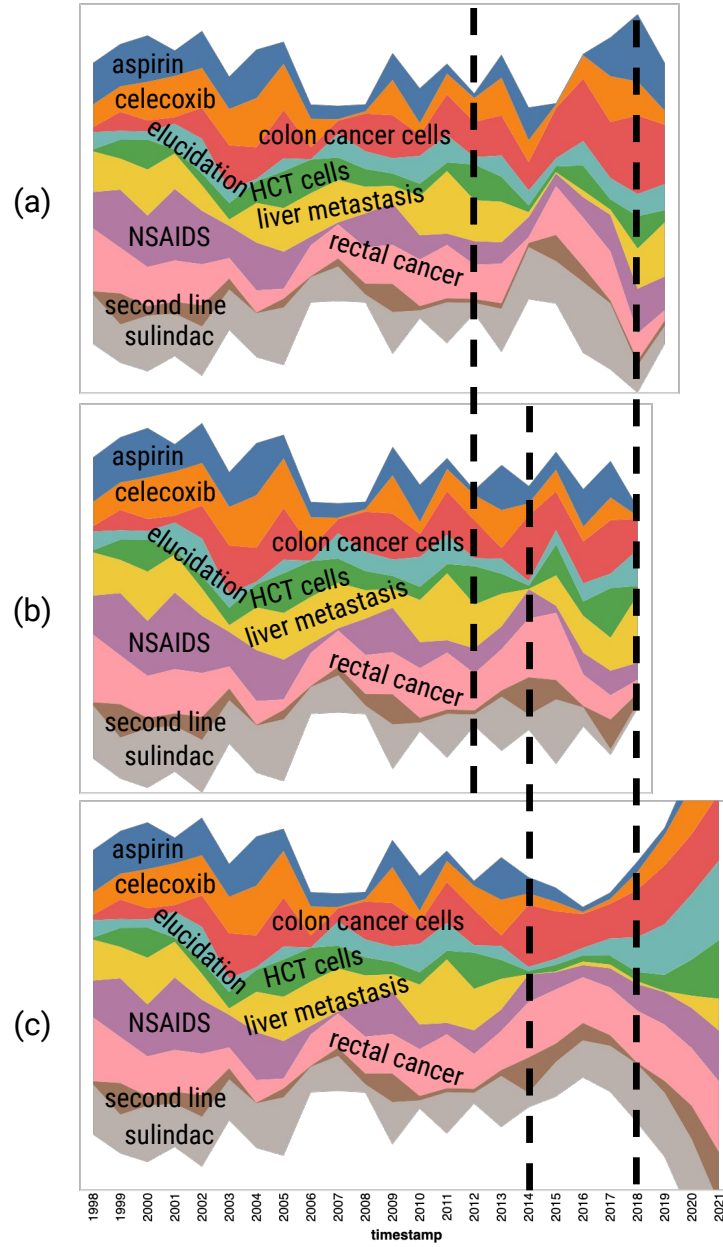 (a)
aspirin
celecoxib
elucidation
colon cancer cells
HCT cells
liver metastasis
NSAIDS
rectal cancer
second line
sulindac
(b)
aspirin
celecoxib
elucidation
colon cancer cells
HCT cells
liver metastasis
NSAIDS
rectal cancer
second line
sulindac
(c)
aspirin
celecoxib
elucidation
colon cancer cells
HCT cells
liver metastasis
NSAIDS
rectal cancer
second line
sulindac
1998 1999 2000 2001 2002 2003 2004 2005 2006 2007 2008 2009 2010 2011 2012 2013 2014 2015 2016 2017 2018 2019 2020 2021
timestamp